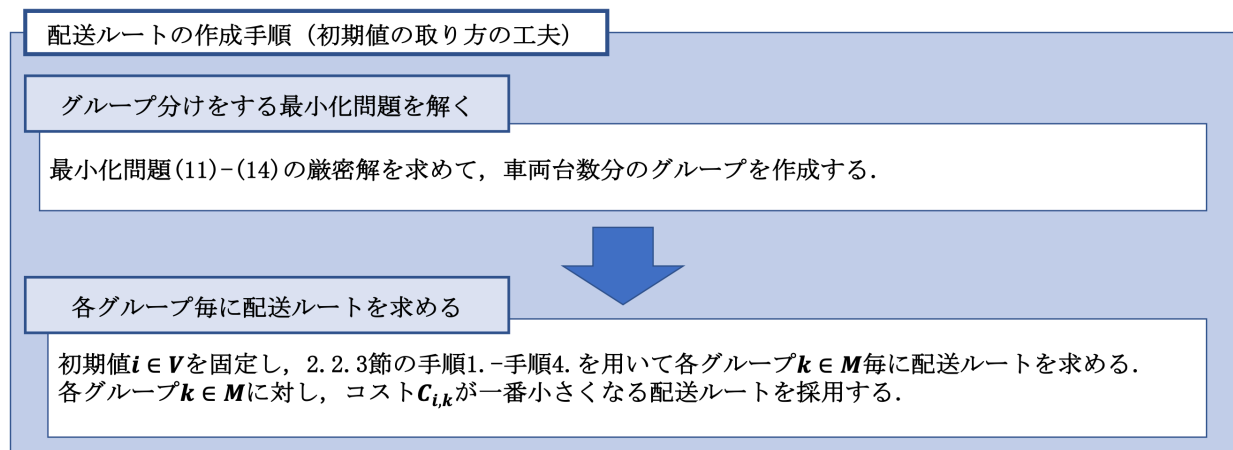 配送ルートの作成手順（初期値の取り方の工夫）
グループ分けをする最小化問題を解く
最小化問題(11)-(14)の厳密解を求めて，車両台数分のグループを作成する．
各グループ毎に配送ルートを求める
初期値i ∈ Vを固定し，2.2.3節の手順1.-手順4.を用いて各グループk ∈ M毎に配送ルートを求める．
各グループk ∈ Mに対し，コストC_{i,k}が一番小さくなる配送ルートを採用する．